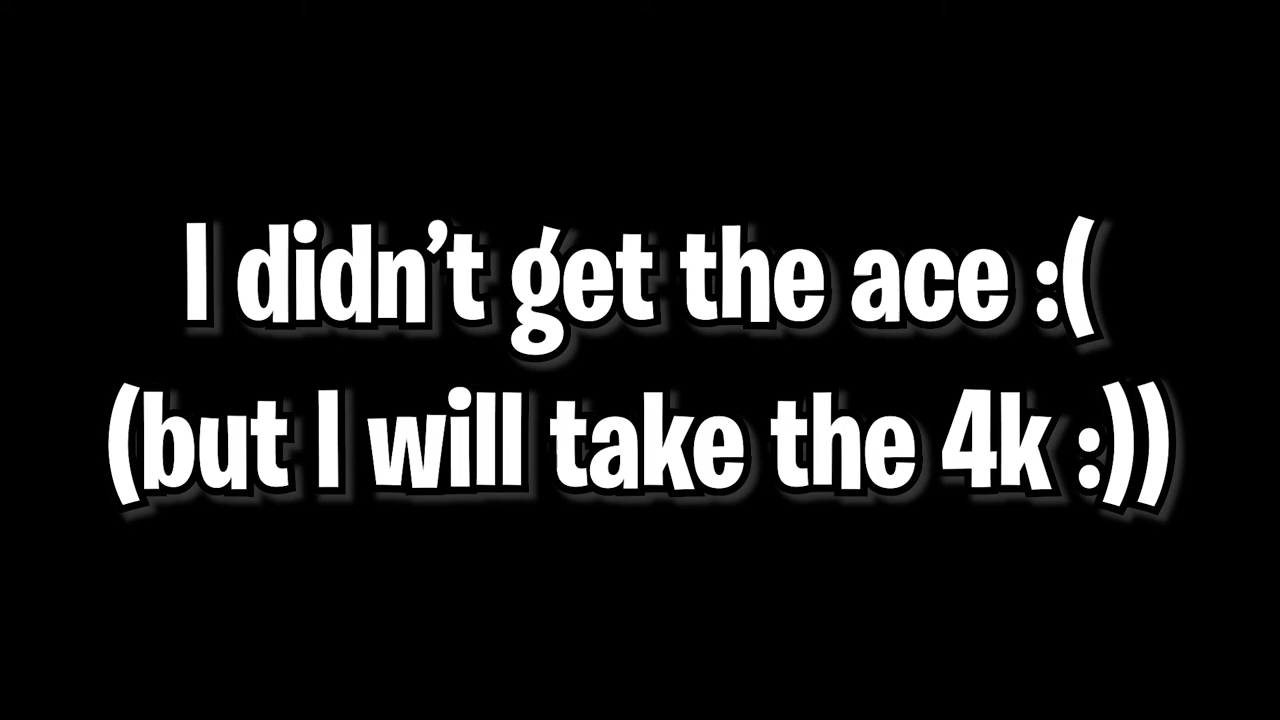 I didn’t get the ace :(
(but I will take the 4k :))